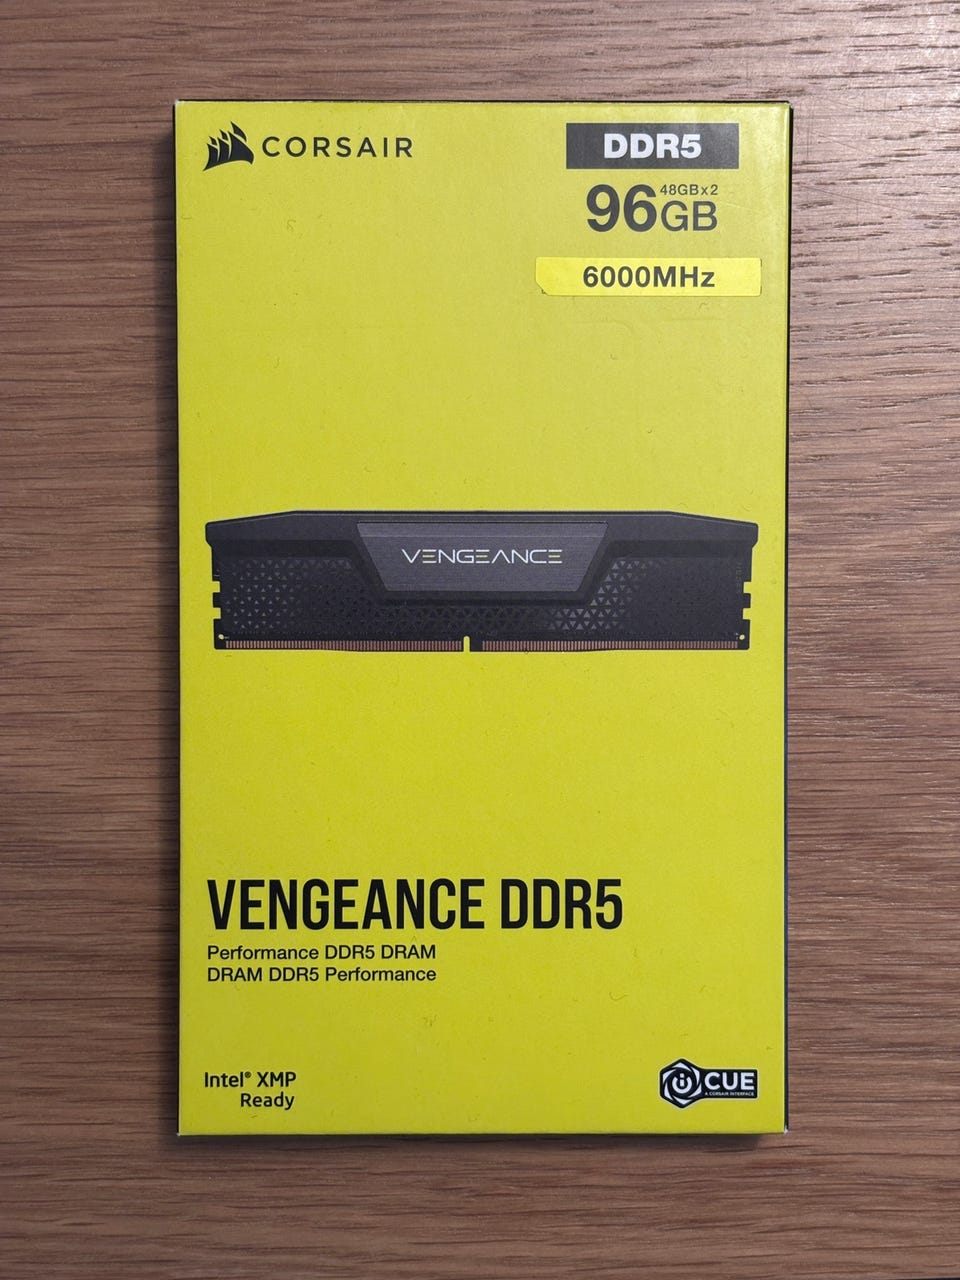 CORSAIR
DDR5
48GBx2
96GB
6000MHz
VENGEANCE
VENGEANCE DDR5
Performance DDR5 DRAM
DRAM DDR5 Performance
Intel® XMP
Ready
iCUE
A CORSAIR INTERFACE